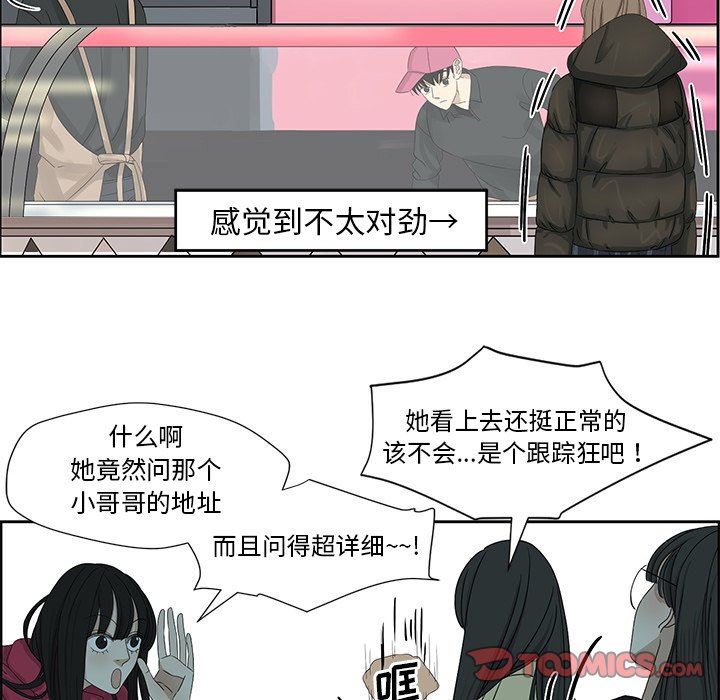 感觉到不太对劲→
她看上去还挺正常的
该不会...是个跟踪狂吧！
什么啊
她竟然问那个
小哥哥的地址
而且问得超详细~~!
哐
TOOMICS.COM